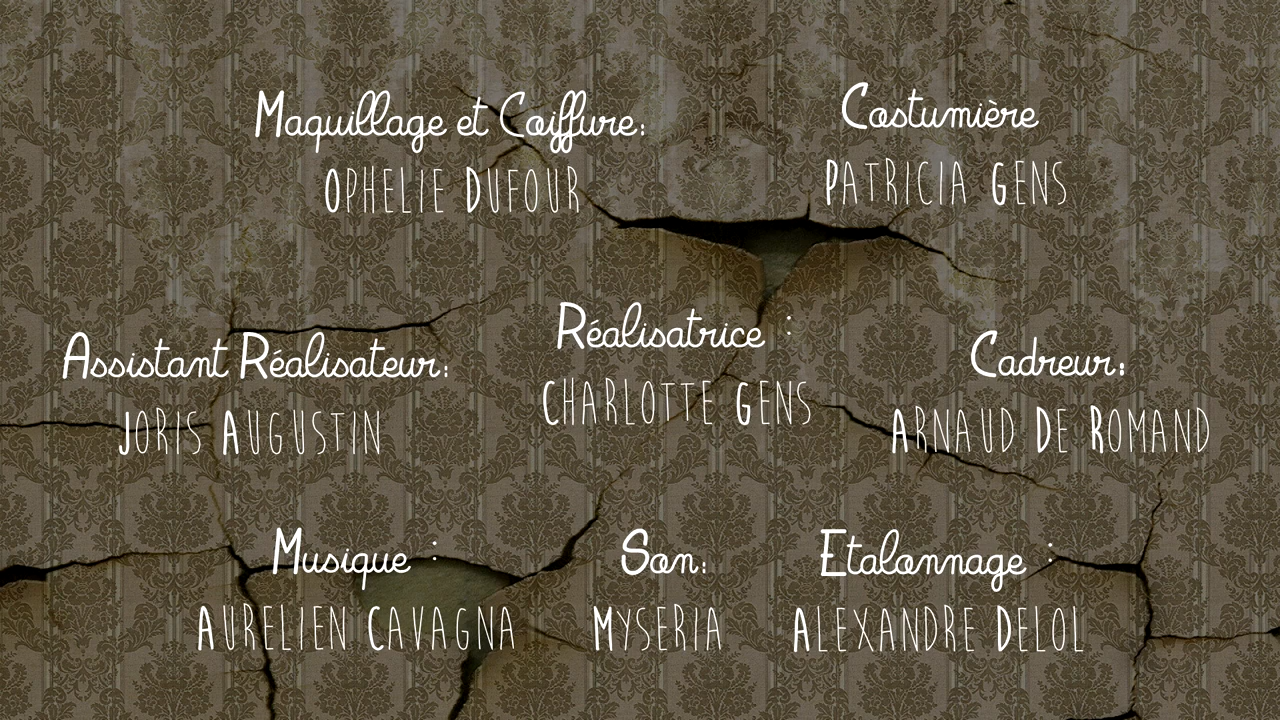 Maquillage et Coiffure:
OPHELIE DUFOUR
Costumière
PATRICIA GENS
Assistant Réalisateur:
JORIS AUGUSTIN
Réalisatrice :
CHARLOTTE GENS
Cadreur:
ARNAUD DE ROMAND
Musique :
AURELIEN CAVAGNA
Son:
MYSERIA
Etalonnage :
ALEXANDRE DELOL